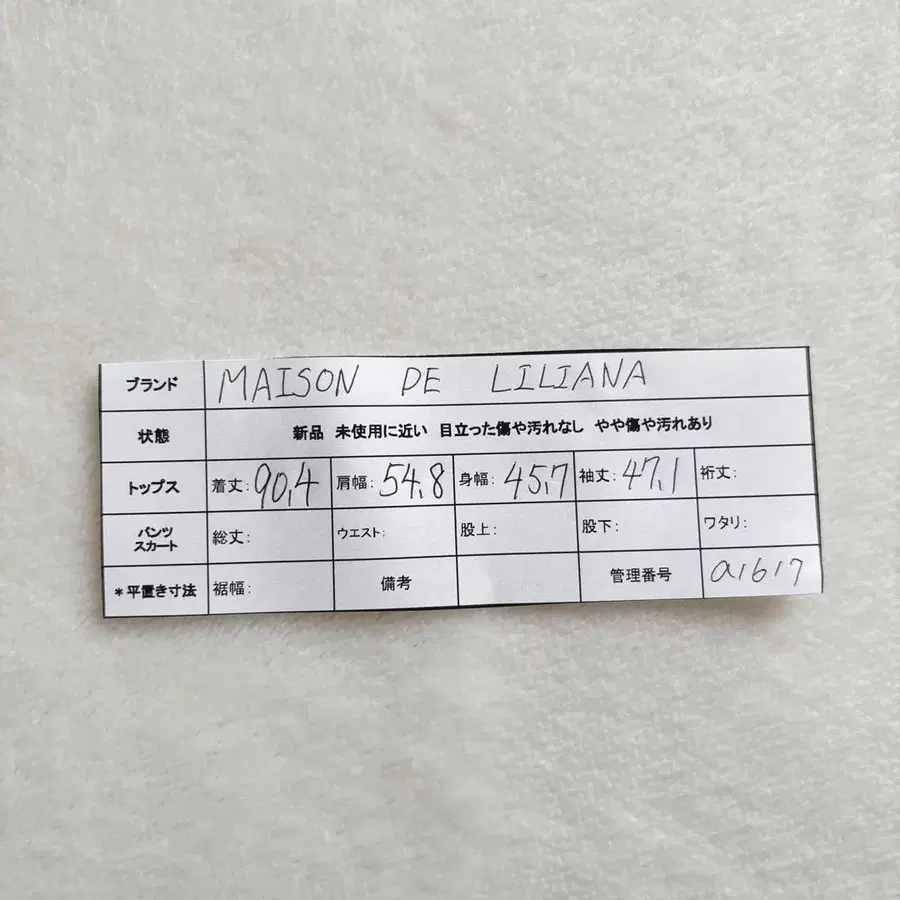 ブランド MAISON DE LILIANA
状態 新品 未使用に近い 目立った傷や汚れなし やや傷や汚れあり
トップス 着丈: 90,4 肩幅: 54,8 身幅: 45,7 袖丈: 47,1 裄丈:
パンツ
スカート 総丈: ウエスト: 股上: 股下: ワタリ:
*平置き寸法 裾幅: 備考 管理番号 a1617